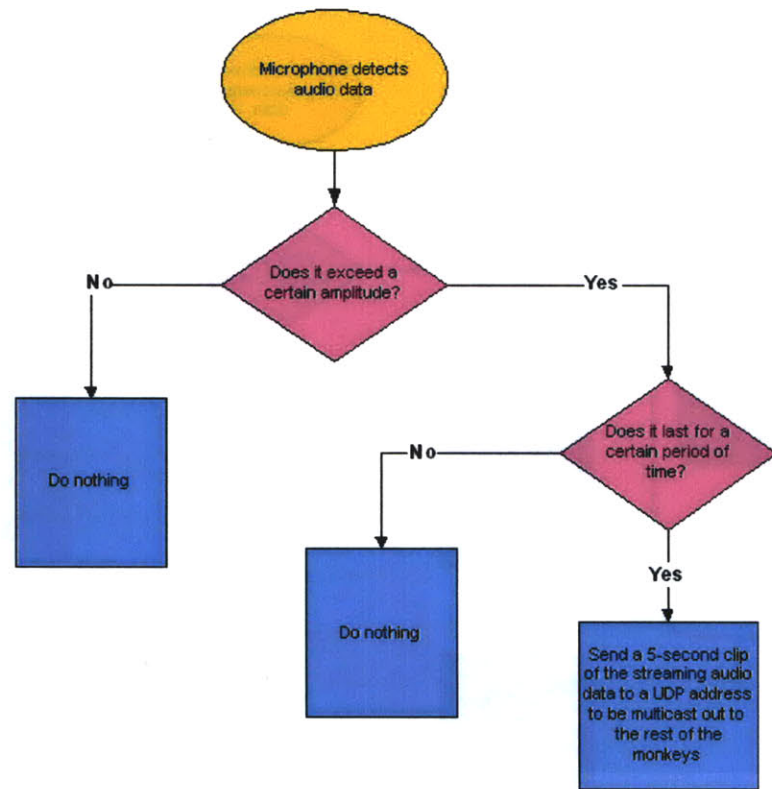 Microphone detects
audio data
Does it exceed a
certain amplitude?
No
Yes
Do nothing
Does it last for a
certain period of
time?
No
Yes
Do nothing
Send a 5-second clip
of the streaming audio
data to a UDP address
to be multicast out to
the rest of the
monkeys